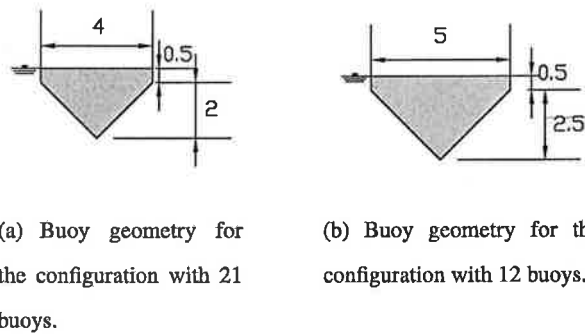 4
0.5
2
5
0.5
2.5
(a) Buoy geometry for
the configuration with 21
buoys.
(b) Buoy geometry for
configuration with 12 buoys.